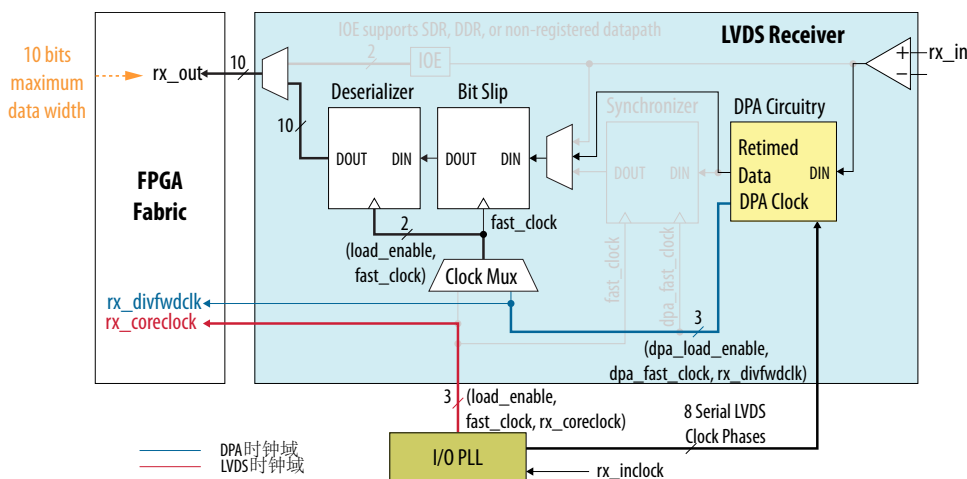 IOE supports SDR, DDR, or non-registered datapath
LVDS Receiver
2
IOE
rx_in
+
–
10 bits
maximum
data width
rx_out
10
Deserializer
Bit Slip
Synchronizer
DPA Circuitry
10
DOUT
DIN
DOUT
DIN
DOUT
DIN
Retimed
Data
DIN
DPA Clock
FPGA
Fabric
2
(load_enable,
fast_clock)
fast_clock
Clock Mux
fast_clock
dpa_fast_clock
rx_divfwdclk
rx_coreclock
3
(dpa_load_enable,
dpa_fast_clock, rx_divfwdclk)
3
(load_enable,
fast_clock, rx_coreclock)
8 Serial LVDS
Clock Phases
I/O PLL
rx_inclock
DPA时钟域
LVDS时钟域